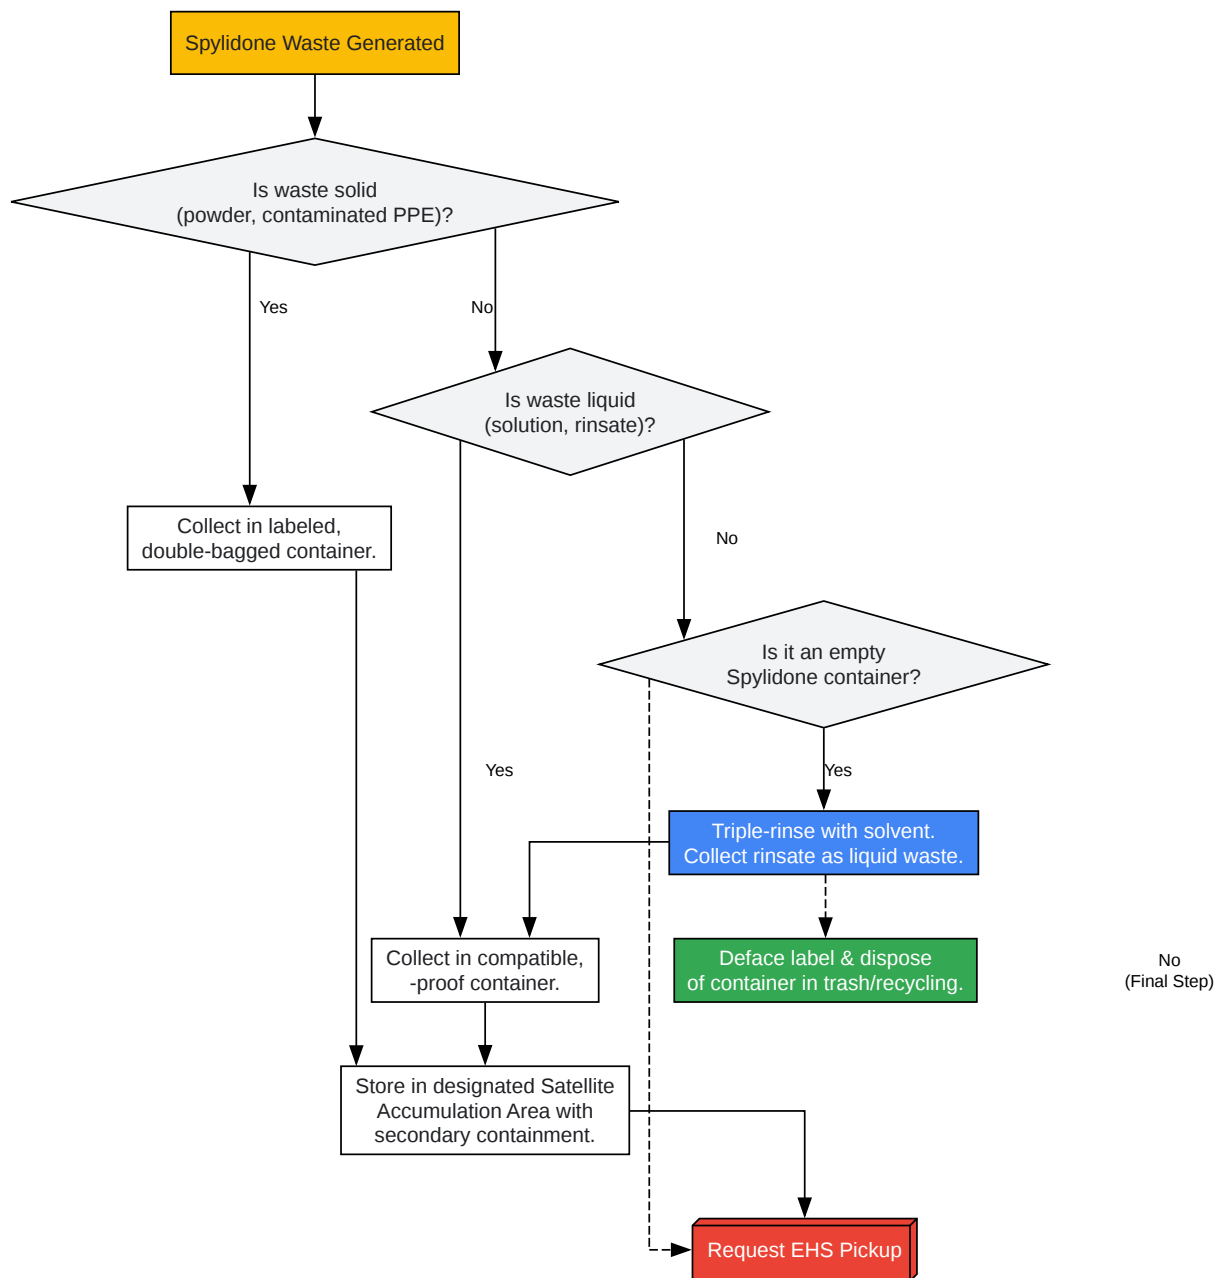 Spylidone Waste Generated
Is waste solid
(powder, contaminated PPE)?
Yes
No
Is waste liquid
(solution, rinsate)?
Collect in labeled,
double-bagged container.
No
Is it an empty
Spylidone container?
Yes
Yes
Triple-rinse with solvent.
Collect rinsate as liquid waste.
Collect in compatible,
-proof container.
Deface label & dispose
of container in trash/recycling.
No
(Final Step)
Store in designated Satellite
Accumulation Area with
secondary containment.
Request EHS Pickup